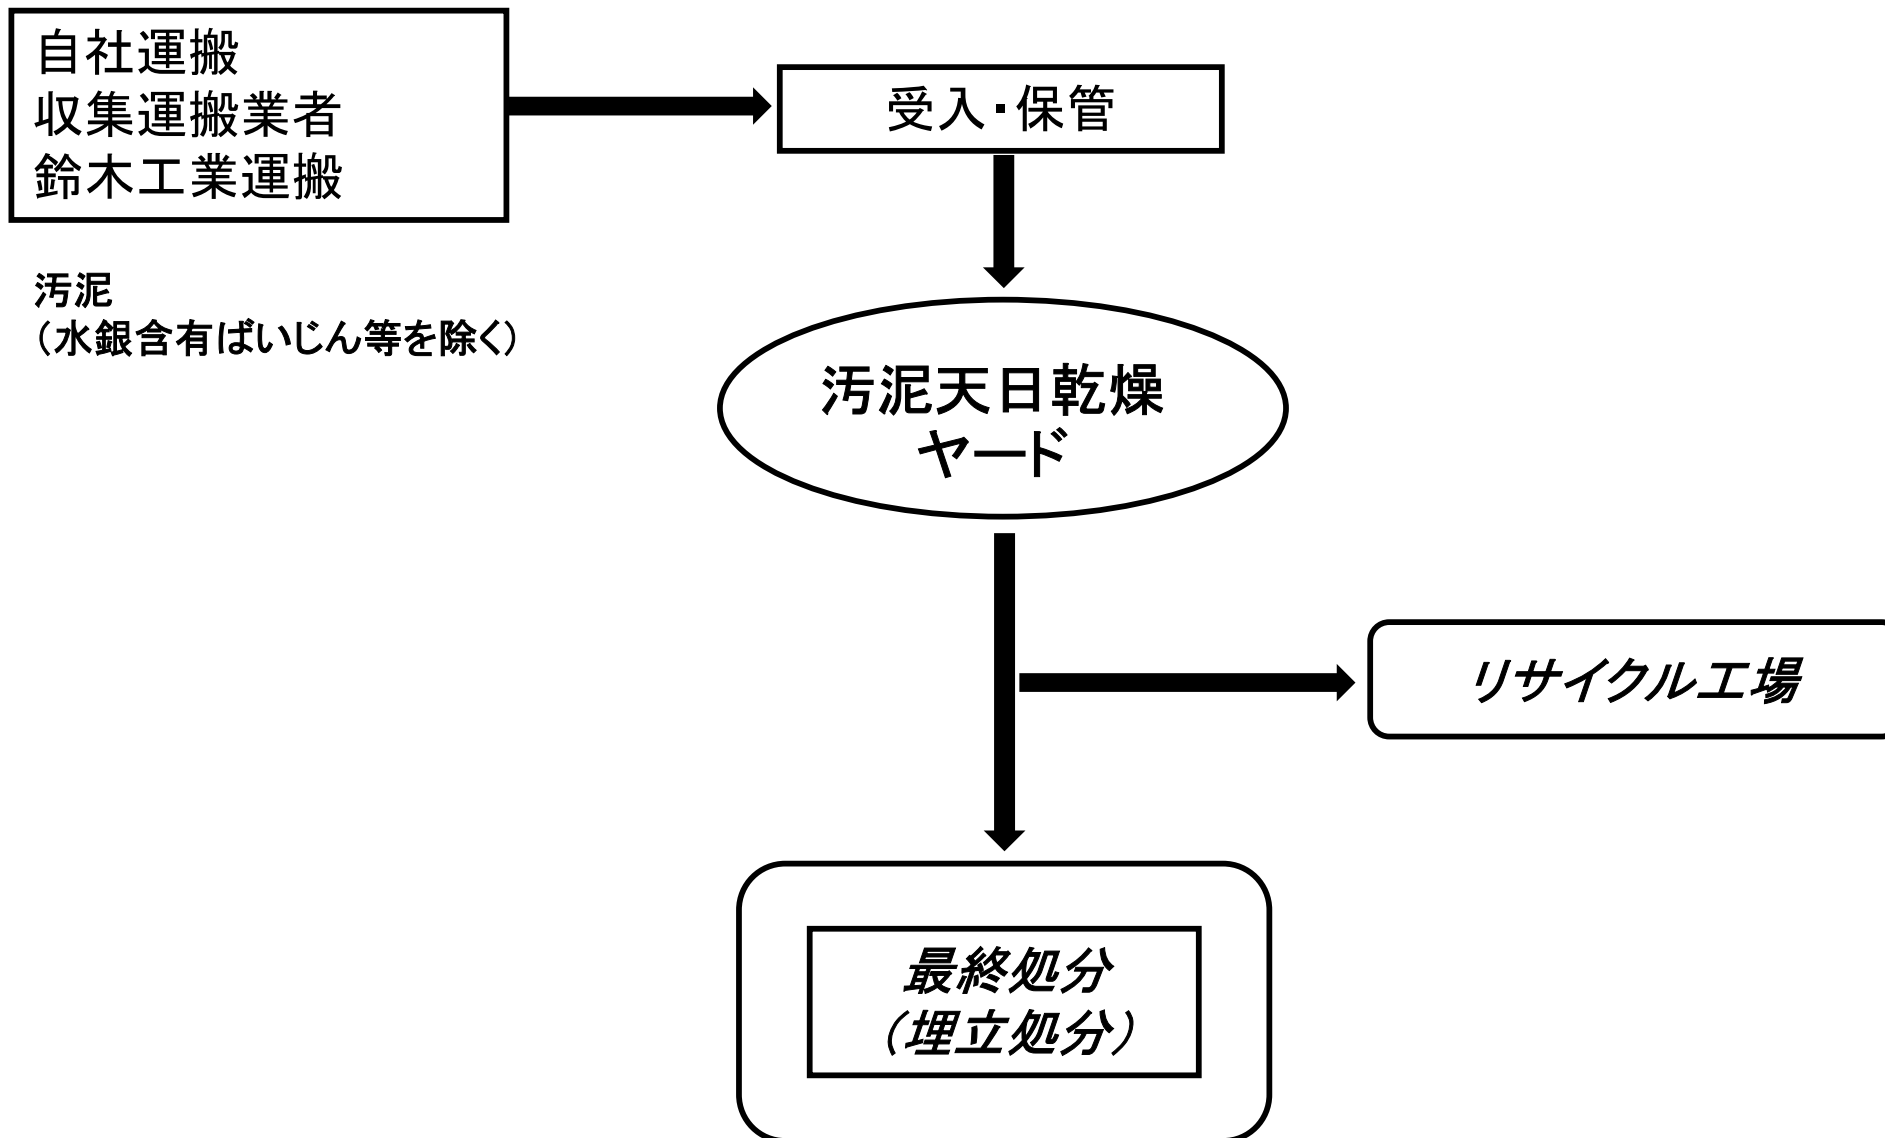 自社運搬
収集運搬業者
鈴木工業運搬
受入・保管
汚泥
（水銀含有ばいじん等を除く）
汚泥天日乾燥
ヤード
リサイクル工場
最終処分
（埋立処分）